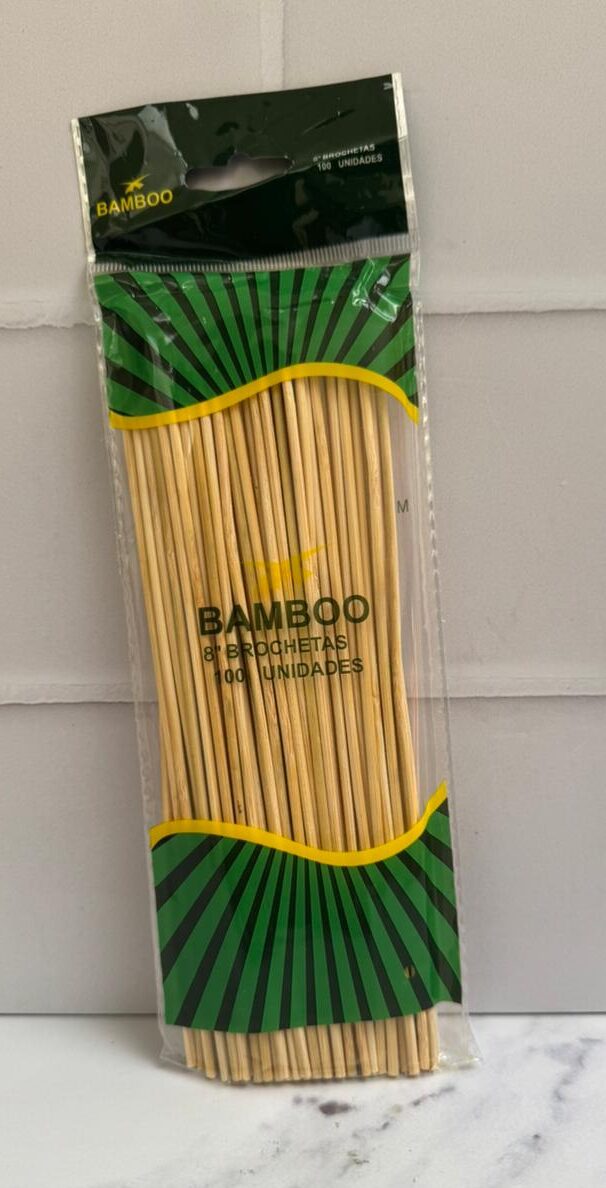 BAMBOO
8" BROCHETAS
100 UNIDADES
M
BAMBOO
8" BROCHETAS
100 UNIDADES